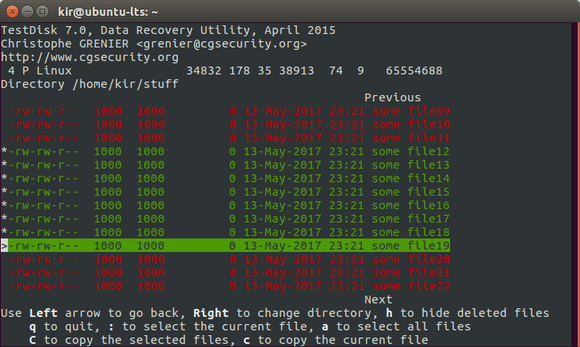 kir@ubuntu-lts: ~
TestDisk 7.0, Data Recovery Utility, April 2015
Christophe GRENIER <grenier@cgsecurity.org>
http://www.cgsecurity.org
 4 P Linux                34832 178 35 38913  74  9   65554688
Directory /home/kir/stuff
Previous
 -rw-rw-r--  1000  1000         0 13-May-2017 23:21 some file09
 -rw-rw-r--  1000  1000         0 13-May-2017 23:21 some file10
 -rw-rw-r--  1000  1000         0 13-May-2017 23:21 some file11
*-rw-rw-r--  1000  1000         0 13-May-2017 23:21 some file12
*-rw-rw-r--  1000  1000         0 13-May-2017 23:21 some file13
*-rw-rw-r--  1000  1000         0 13-May-2017 23:21 some file14
*-rw-rw-r--  1000  1000         0 13-May-2017 23:21 some file15
*-rw-rw-r--  1000  1000         0 13-May-2017 23:21 some file16
*-rw-rw-r--  1000  1000         0 13-May-2017 23:21 some file17
*-rw-rw-r--  1000  1000         0 13-May-2017 23:21 some file18
>-rw-rw-r--  1000  1000         0 13-May-2017 23:21 some file19
 -rw-rw-r--  1000  1000         0 13-May-2017 23:21 some file20
 -rw-rw-r--  1000  1000         0 13-May-2017 23:21 some file21
 -rw-rw-r--  1000  1000         0 13-May-2017 23:21 some file22
Next
Use Left arrow to go back, Right to change directory, h to hide deleted files
    q to quit, : to select the current file, a to select all files
    C to copy the selected files, c to copy the current file